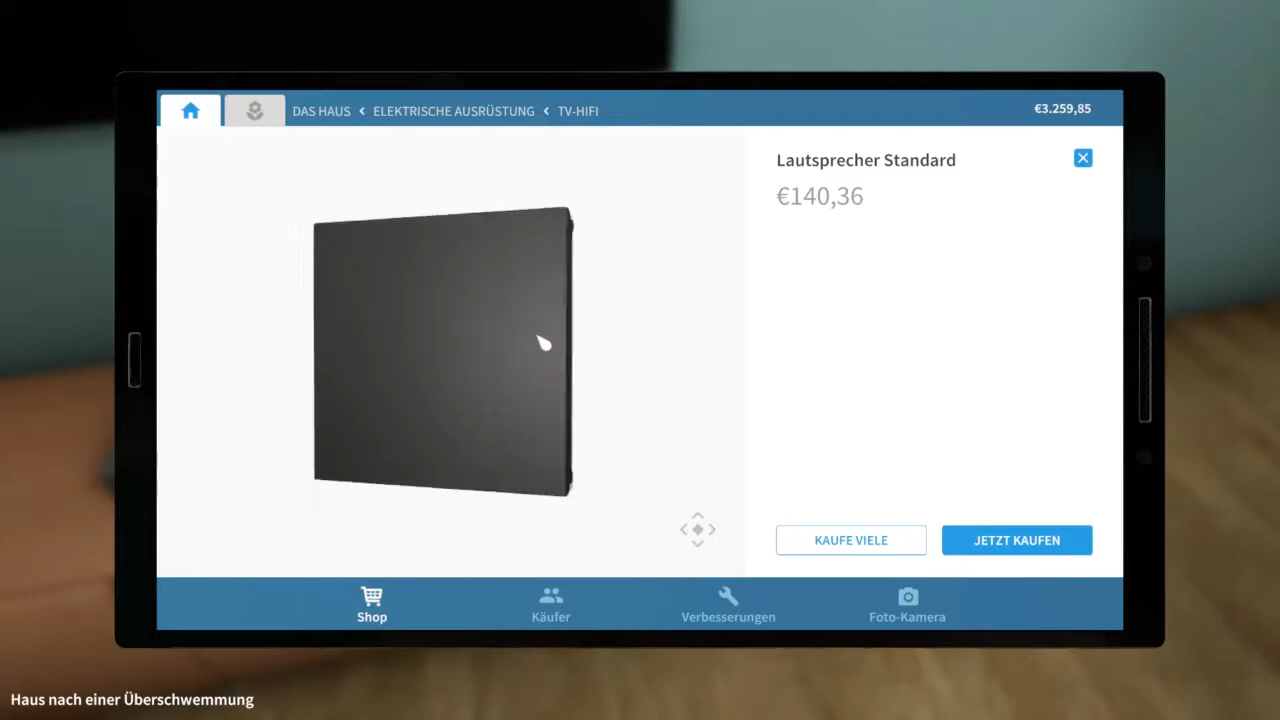 DAS HAUS < ELEKTRISCHE AUSRÜSTUNG < TV-HIFI
€3.259,85
Lautsprecher Standard
€140,36
KAUFE VIELE
JETZT KAUFEN
Shop
Käufer
Verbesserungen
Foto-Kamera
Haus nach einer Überschwemmung